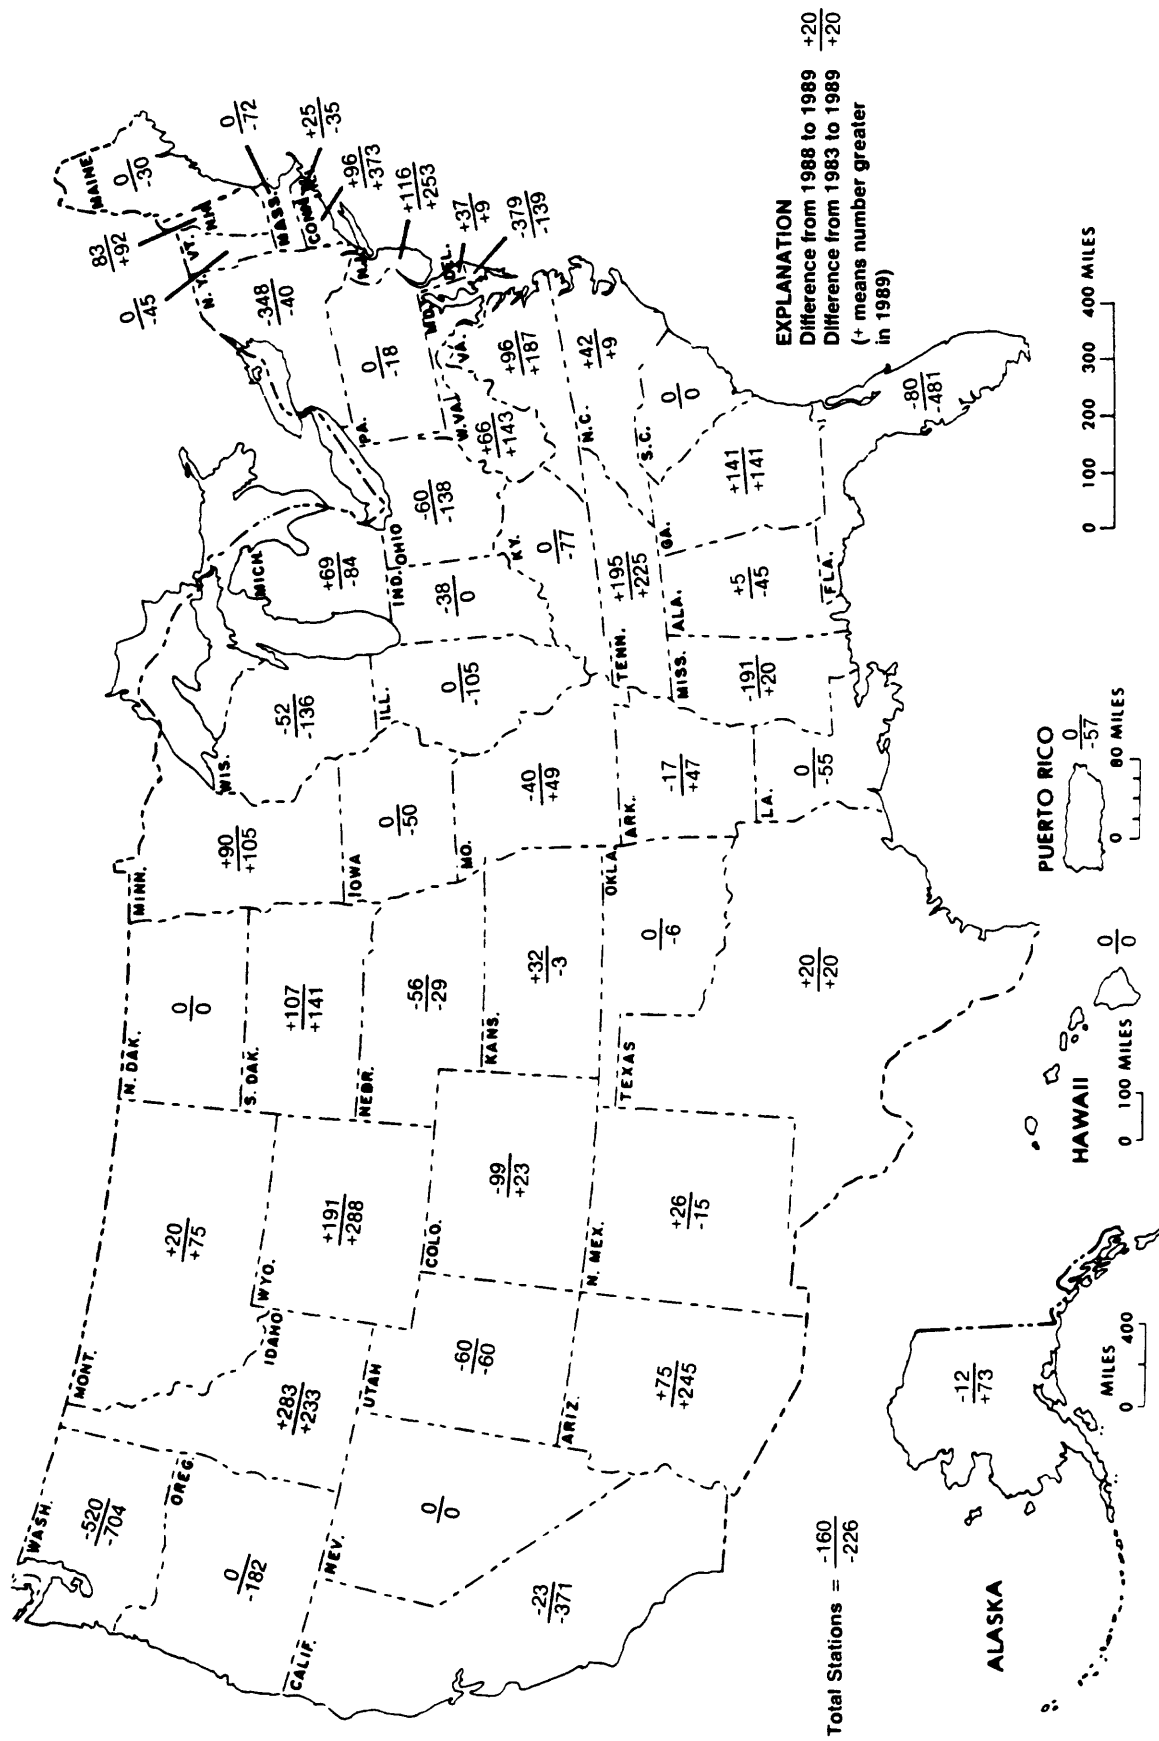 WASH.
-520
-704
OREG.
0
-182
CALIF.
-23
-371
NEV.
0
0
IDAHO
+283
+233
MONT.
+20
+75
WYO.
+191
+288
UTAH
-60
-60
COLO.
-99
+23
ARIZ.
+75
+245
N. MEX.
+26
-15
N. DAK.
0
0
S. DAK.
+107
+141
NEBR.
-56
-29
KANS.
+32
-3
OKLA.
0
-6
TEXAS
+20
+20
MINN.
+90
+105
IOWA
0
-50
MO.
-40
+49
ARK.
-17
+47
LA.
0
-55
WIS.
-52
-136
ILL.
0
-105
MICH.
+69
-84
IND.
-38
0
OHIO
-60
-138
KY.
0
-77
TENN.
+195
+225
MISS.
-191
+20
ALA.
+5
-45
GA.
+141
+141
FLA.
-80
-481
S.C.
0
0
N.C.
+42
+9
VA.
+96
+187
W.VA.
+66
+143
PA.
0
-18
N.Y.
-348
-40
VT.
0
-45
N.H.
83
+92
MAINE
0
-30
MASS.
0
-72
R.I.
+25
-35
CONN.
+96
+373
N.J.
+116
+253
DEL.
+37
+9
MD.
-379
-139
EXPLANATION
Difference from 1988 to 1989 +20
Difference from 1983 to 1989 +20
(+ means number greater
in 1989)
0 100 200 300 400 MILES
Total Stations = -160
-226
ALASKA
-12
+73
MILES
0 400
HAWAII
0
0
0 100 MILES
PUERTO RICO
0
-57
0 80 MILES